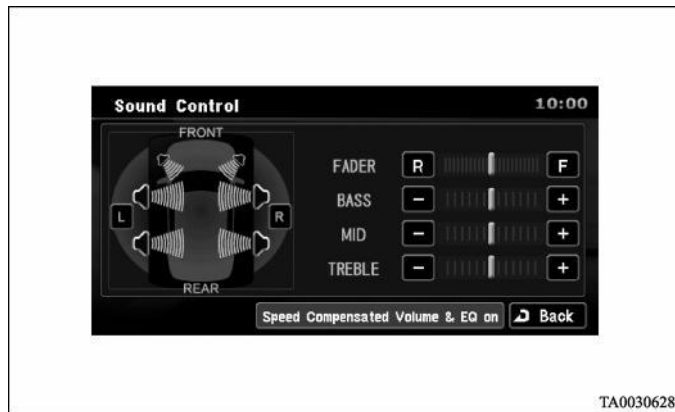 Sound Control 10:00
FRONT
L R
REAR
FADER R F
BASS − +
MID − +
TREBLE − +
Speed Compensated Volume & EQ on Back
TA0030628